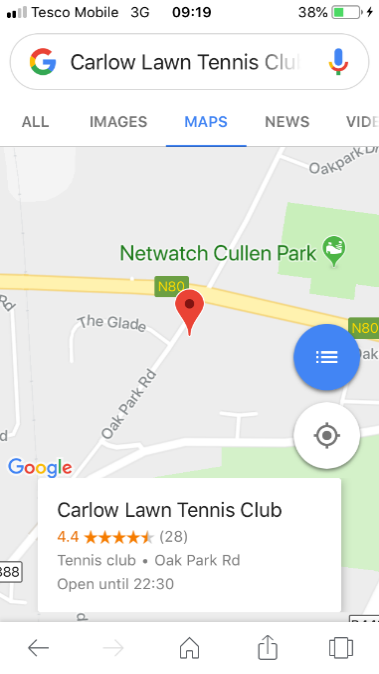 Tesco Mobile 3G 09:19 38%
Carlow Lawn Tennis Clu
ALL IMAGES MAPS NEWS VIDE
Oakpark Dr
Netwatch Cullen Park
N80
N80
The Glade
Rd
Oak Park Rd
Google
Carlow Lawn Tennis Club
4.4 (28)
Tennis club • Oak Park Rd
Open until 22:30